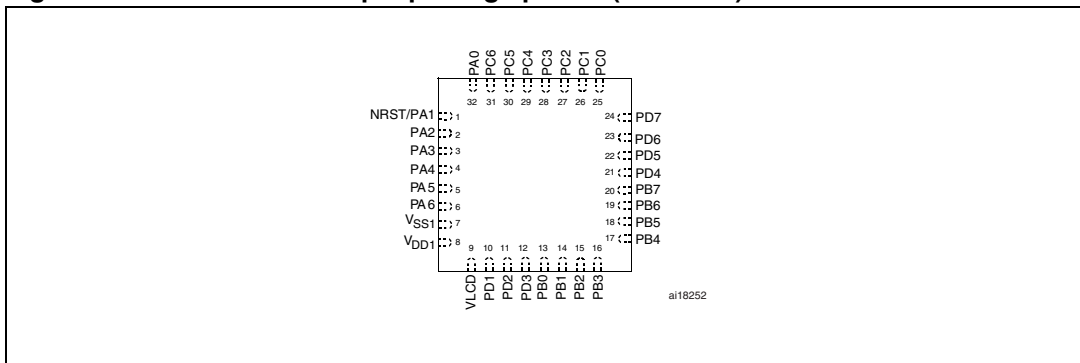 PA0
PC6
PC5
PC4
PC3
PC2
PC1
PC0
32 31 30 29 28 27 26 25
NRST/PA1 1
PA2 2
PA3 3
PA4 4
PA5 5
PA6 6
VSS1 7
VDD1 8
24 PD7
23 PD6
22 PD5
21 PD4
20 PB7
19 PB6
18 PB5
17 PB4
9 10 11 12 13 14 15 16
VLCD
PD1
PD2
PD3
PB0
PB1
PB2
PB3
ai18252